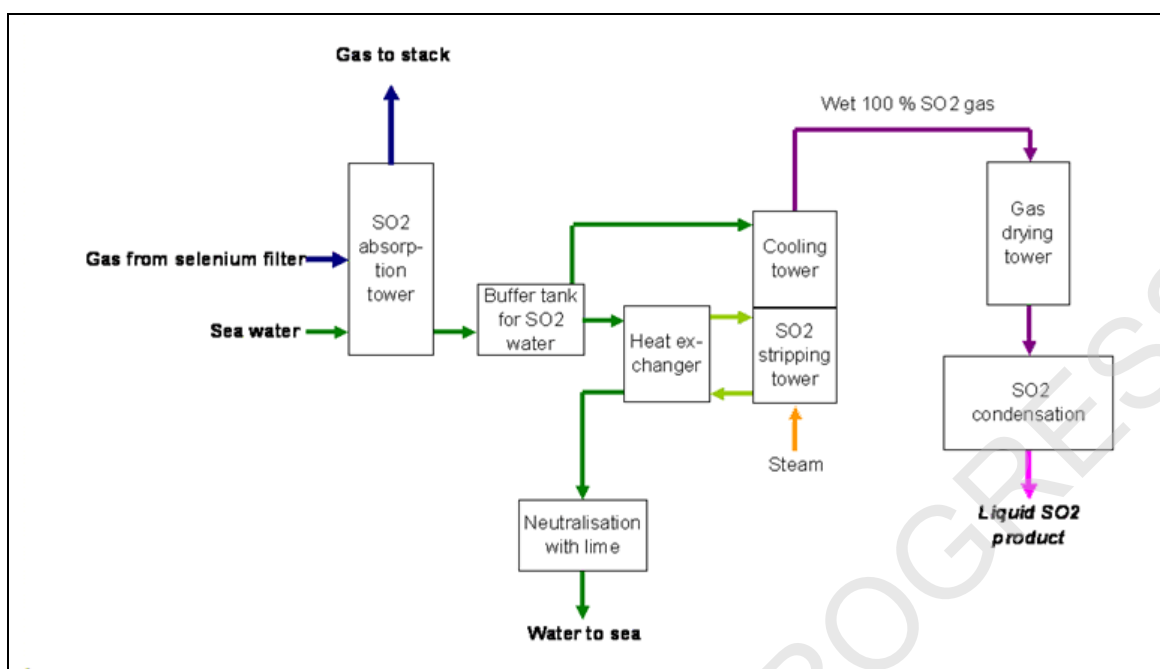 Gas to stack
Wet 100 % SO2 gas
SO2
absorp-
tion
tower
Gas
drying
tower
Cooling
tower
Gas from selenium filter
Buffer tank
for SO2
water
Sea water
Heat ex-
changer
SO2
stripping
tower
SO2
condensation
Steam
Neutralisation
with lime
Liquid SO2
product
Water to sea
OGRES